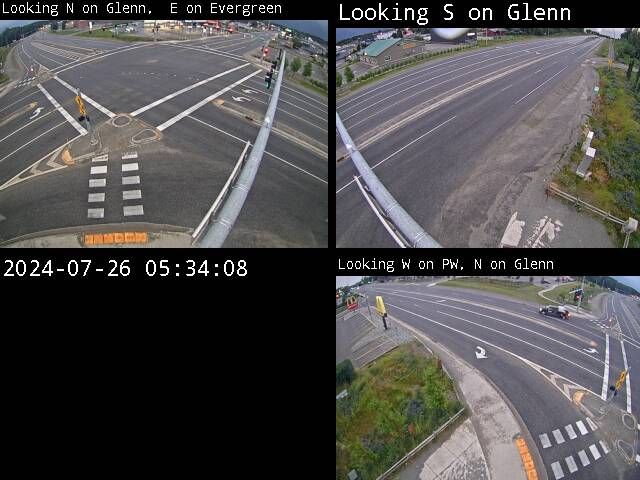 Looking N on Glenn, E on Evergreen
Looking S on Glenn
2024-07-26 05:34:08
Looking W on PW, N on Glenn